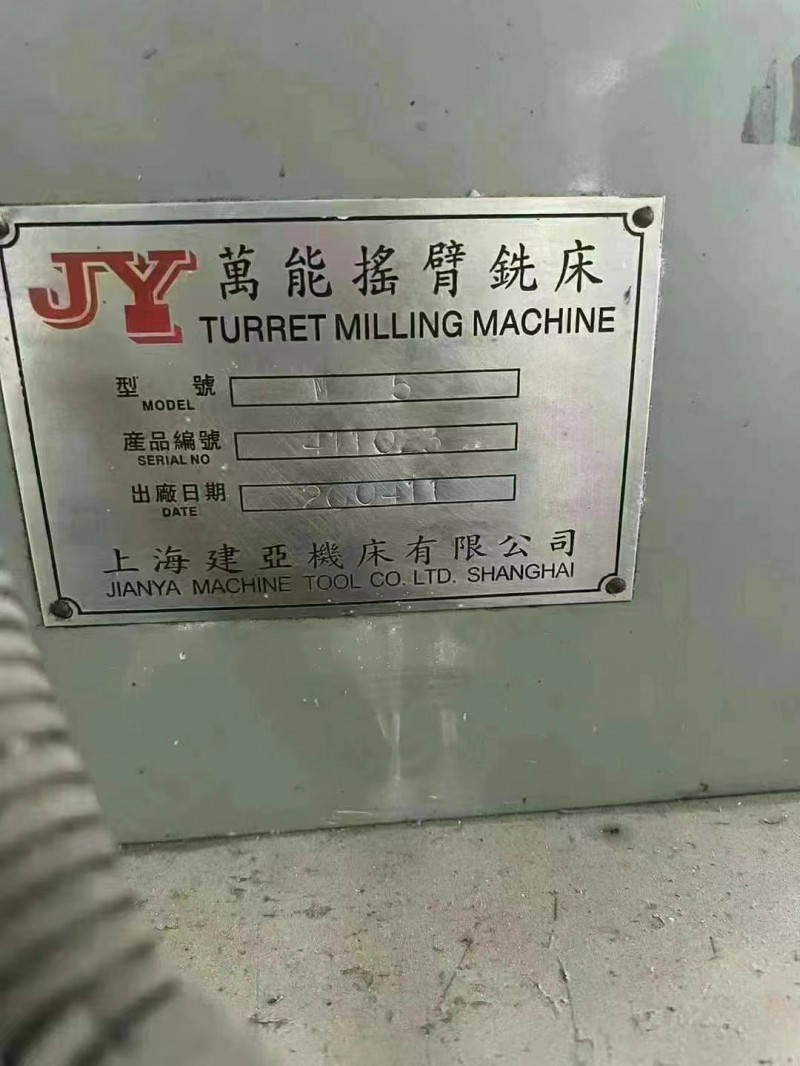 JY 萬能搖臂銑床
TURRET MILLING MACHINE
型號 M 5
MODEL
產品編號
SERIAL NO
出廠日期
DATE
上海建亞機床有限公司
JIANYA MACHINE TOOL CO. LTD. SHANGHAI